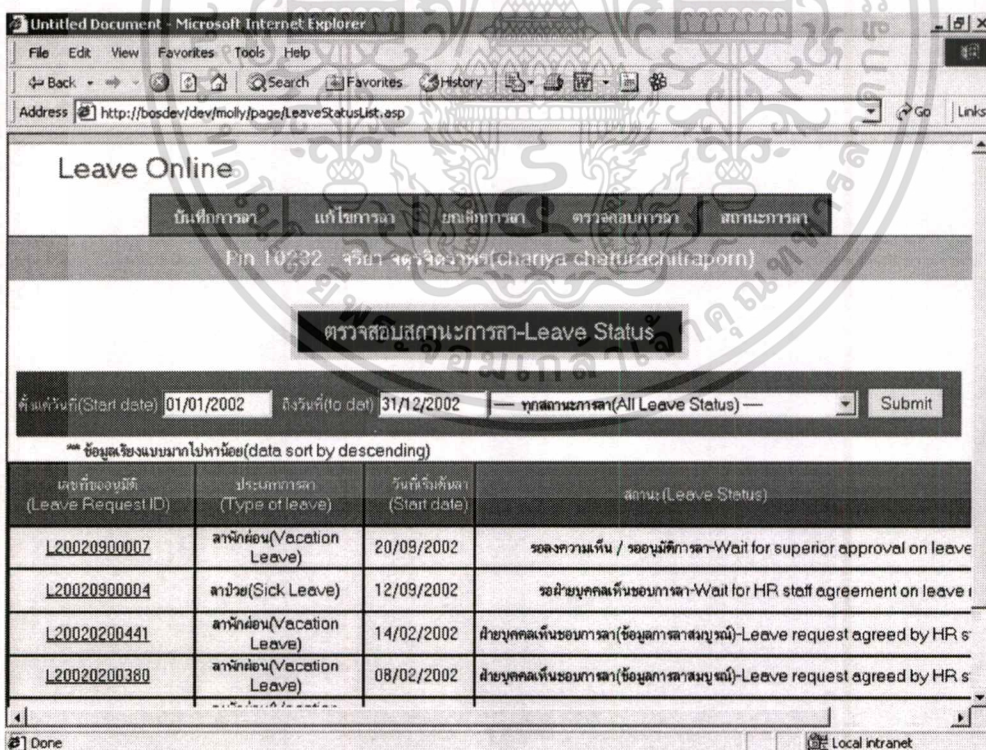 Untitled Document - Microsoft Internet Explorer
File Edit View Favorites Tools Help
Back Search Favorites History
Address http://bosdev/dev/molly/page/LeaveStatusList.asp Go Links
Leave Online
บันทึกการลา แก้ไขการลา ยกเลิกการลา ตรวจสอบการลา สถานะการลา
Pin 10232 : จริยา จตุรจิตราพร(chariya chaturachitraporn)
ตรวจสอบสถานะการลา-Leave Status
ตั้งแต่วันที่(Start date) 01/01/2002 ถึงวันที่(to dat) 31/12/2002 --- ทุกสถานะการลา(All Leave Status) --- Submit
*** ข้อมูลเรียงแบบมากไปหาน้อย(data sort by descending)
เลขที่ขออนุมัติ ประเภทการลา วันที่เริ่มต้นลา
(Leave Request ID) (Type of leave) (Start date) สถานะ(Leave Status)
L20020900007 ลาพักผ่อน(Vacation Leave) 20/09/2002 รอลงความเห็น / รออนุมัติการลา-Wait for superior approval on leave
L20020900004 ลาป่วย(Sick Leave) 12/09/2002 รอฝ่ายบุคคลเห็นชอบการลา-Wait for HR staff agreement on leave
L20020200441 ลาพักผ่อน(Vacation Leave) 14/02/2002 ฝ่ายบุคคลเห็นชอบการลา(ข้อมูลการลาสมบูรณ์)-Leave request agreed by HR s
L20020200380 ลาพักผ่อน(Vacation Leave) 08/02/2002 ฝ่ายบุคคลเห็นชอบการลา(ข้อมูลการลาสมบูรณ์)-Leave request agreed by HR s
Done Local intranet